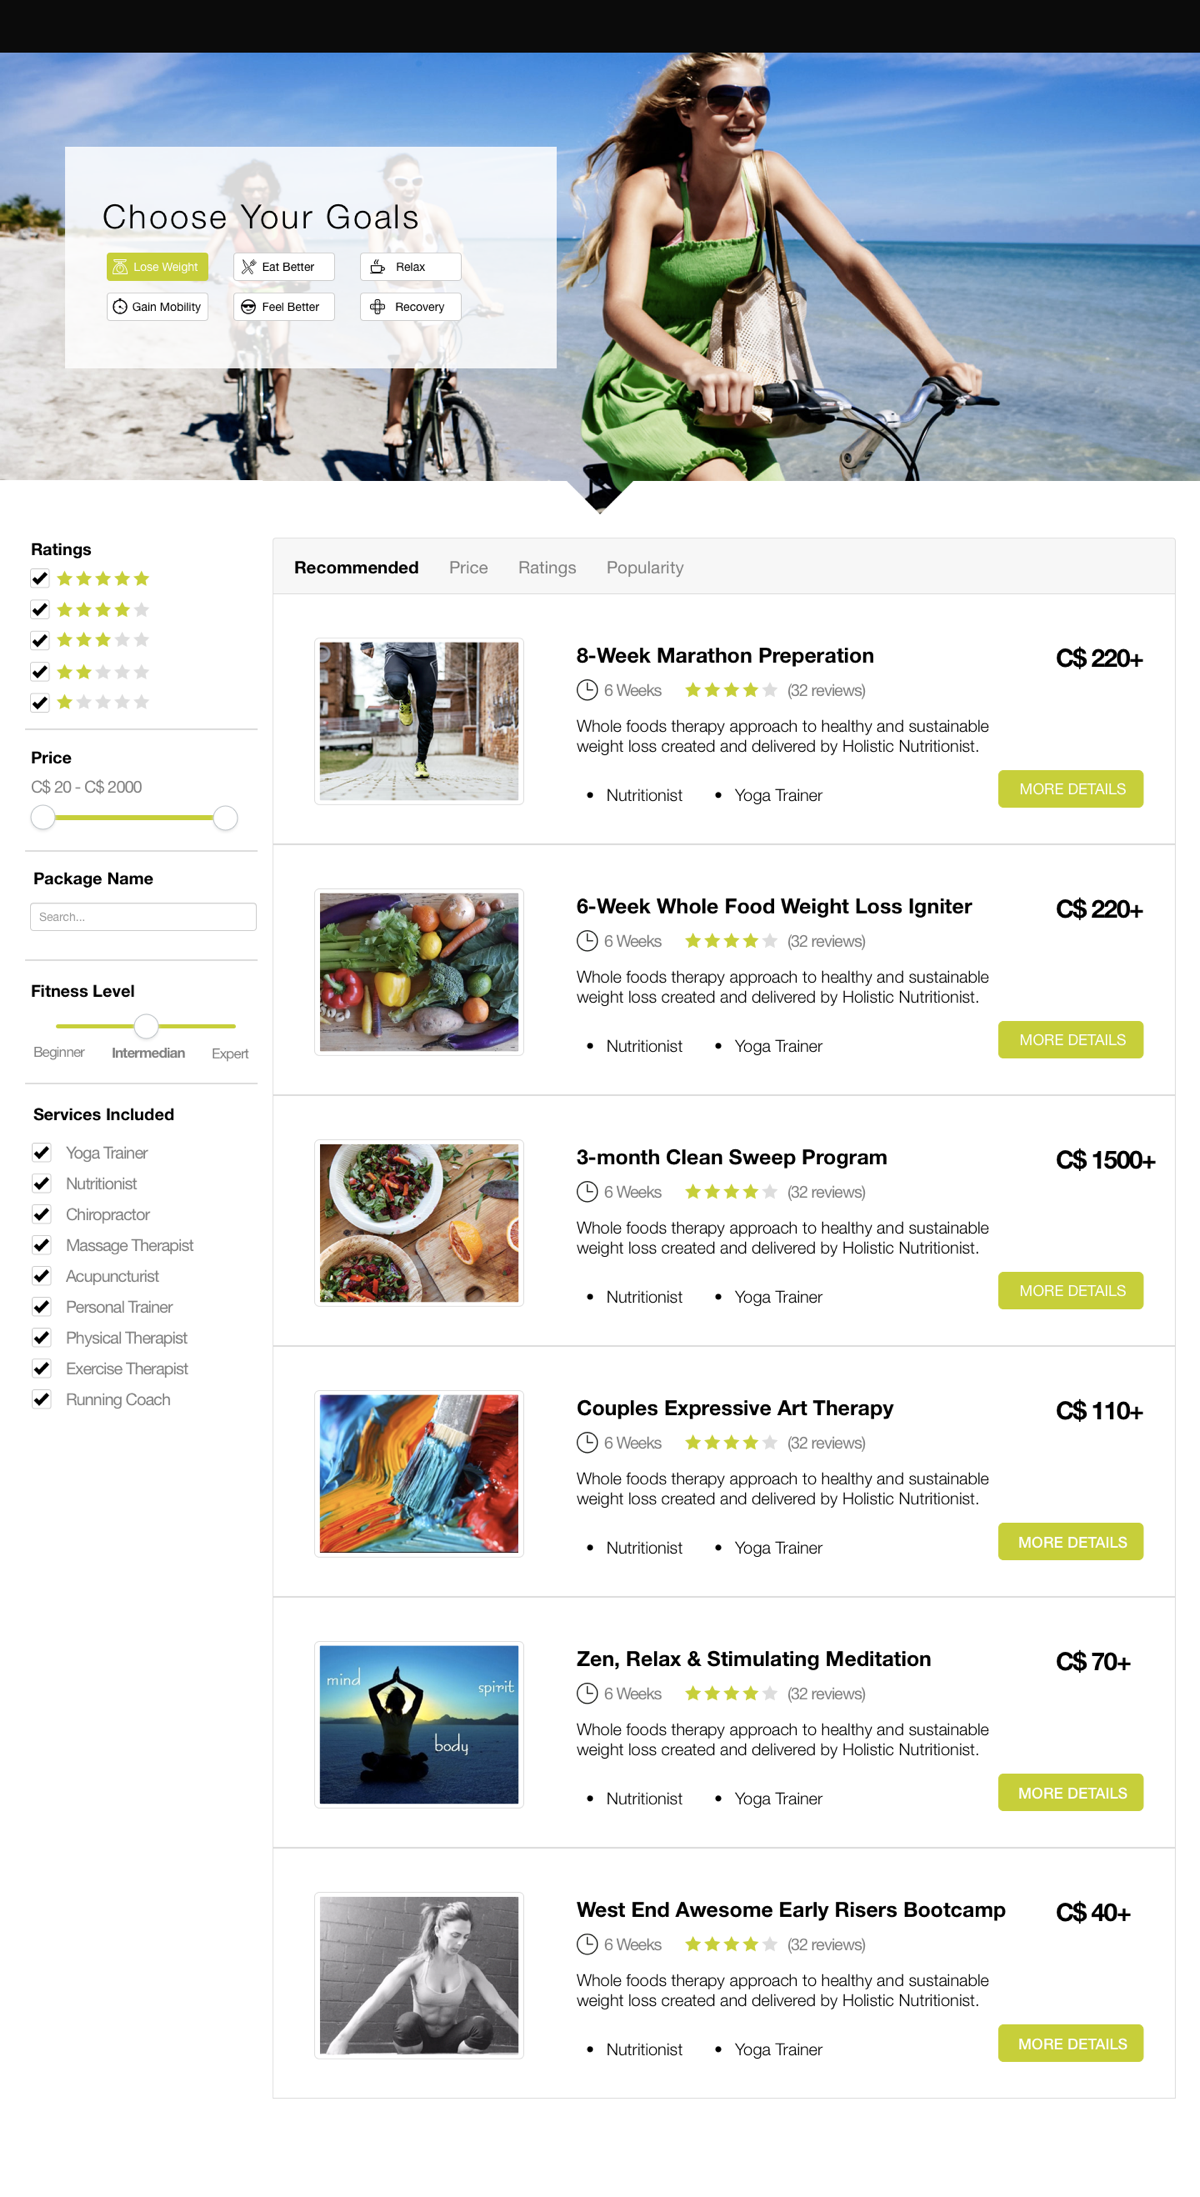 Choose Your Goals
Lose Weight
Eat Better
Relax
Gain Mobility
Feel Better
Recovery
Ratings
Price
C$ 20 - C$ 2000
Package Name
Search...
Fitness Level
Beginner
Intermedian
Expert
Services Included
Yoga Trainer
Nutritionist
Chiropractor
Massage Therapist
Acupuncturist
Personal Trainer
Physical Therapist
Exercise Therapist
Running Coach
Recommended Price Ratings Popularity
8-Week Marathon Preperation
C$ 220+
6 Weeks (32 reviews)
Whole foods therapy approach to healthy and sustainable
weight loss created and delivered by Holistic Nutritionist.
• Nutritionist • Yoga Trainer
MORE DETAILS
6-Week Whole Food Weight Loss Igniter
C$ 220+
6 Weeks (32 reviews)
Whole foods therapy approach to healthy and sustainable
weight loss created and delivered by Holistic Nutritionist.
• Nutritionist • Yoga Trainer
MORE DETAILS
3-month Clean Sweep Program
C$ 1500+
6 Weeks (32 reviews)
Whole foods therapy approach to healthy and sustainable
weight loss created and delivered by Holistic Nutritionist.
• Nutritionist • Yoga Trainer
MORE DETAILS
Couples Expressive Art Therapy
C$ 110+
6 Weeks (32 reviews)
Whole foods therapy approach to healthy and sustainable
weight loss created and delivered by Holistic Nutritionist.
• Nutritionist • Yoga Trainer
MORE DETAILS
mind
spirit
body
Zen, Relax & Stimulating Meditation
C$ 70+
6 Weeks (32 reviews)
Whole foods therapy approach to healthy and sustainable
weight loss created and delivered by Holistic Nutritionist.
• Nutritionist • Yoga Trainer
MORE DETAILS
West End Awesome Early Risers Bootcamp
C$ 40+
6 Weeks (32 reviews)
Whole foods therapy approach to healthy and sustainable
weight loss created and delivered by Holistic Nutritionist.
• Nutritionist • Yoga Trainer
MORE DETAILS